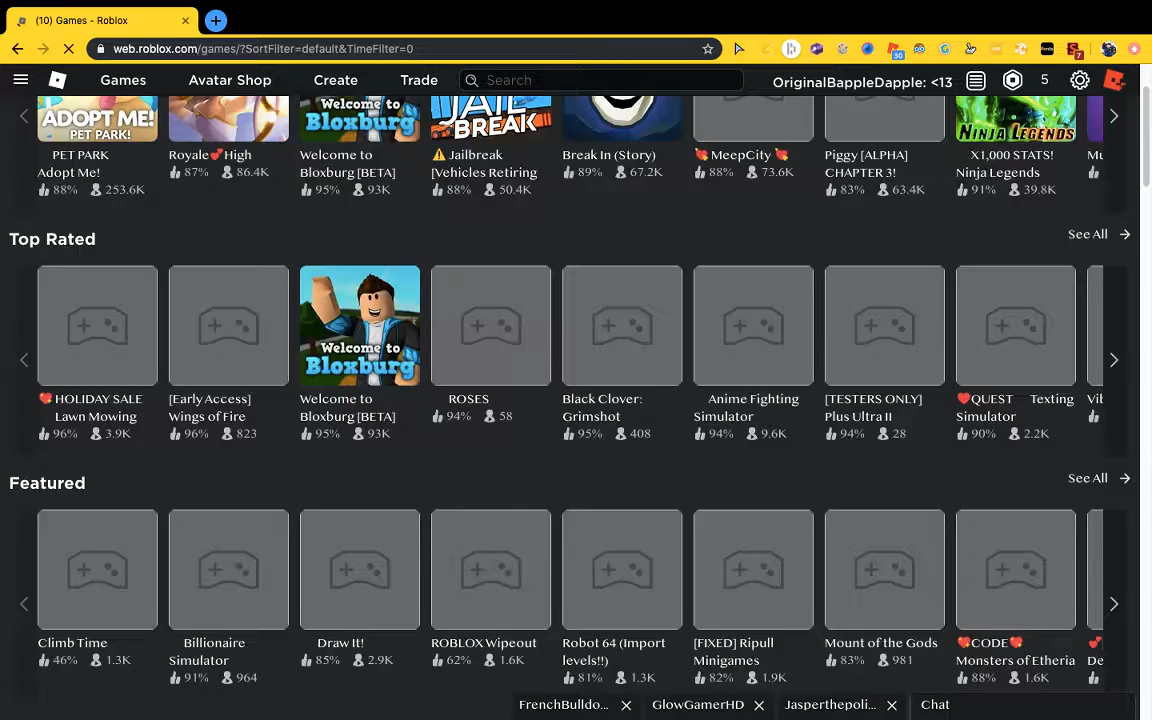 (10) Games - Roblox
web.roblox.com/games/?SortFilter=default&TimeFilter=0
30
7
Games Avatar Shop Create Trade Search OriginalBappleDapple: <13 5
ADOPT ME!
PET PARK!
Welcome to
Bloxburg
JAIL
BREAK
NINJA LEGENDS
PET PARK
Adopt Me!
88% 253.6K
Royale💕High
87% 86.4K
Welcome to
Bloxburg [BETA]
95% 93K
⚠️ Jailbreak
[Vehicles Retiring
88% 50.4K
Break In (Story)
89% 67.2K
💘 MeepCity 💘
88% 73.6K
Piggy [ALPHA]
CHAPTER 3!
83% 63.4K
X1,000 STATS!
Ninja Legends
91% 39.8K
Mu
Top Rated
See All
Welcome to
Bloxburg
💘 HOLIDAY SALE
Lawn Mowing
96% 3.9K
[Early Access]
Wings of Fire
96% 823
Welcome to
Bloxburg [BETA]
95% 93K
ROSES
94% 58
Black Clover:
Grimshot
95% 408
Anime Fighting
Simulator
94% 9.6K
[TESTERS ONLY]
Plus Ultra II
94% 28
❤️QUEST Texting
Simulator
90% 2.2K
Vib
Featured
See All
Climb Time
46% 1.3K
Billionaire
Simulator
91% 964
Draw It!
85% 2.9K
ROBLOX Wipeout
62% 1.6K
Robot 64 (Import
levels!!)
81% 1.3K
[FIXED] Ripull
Minigames
82% 1.9K
Mount of the Gods
83% 981
💘CODE💘
Monsters of Etheria
88% 1.6K
💕
De
FrenchBulldo... GlowGamerHD Jasperthepoli... Chat